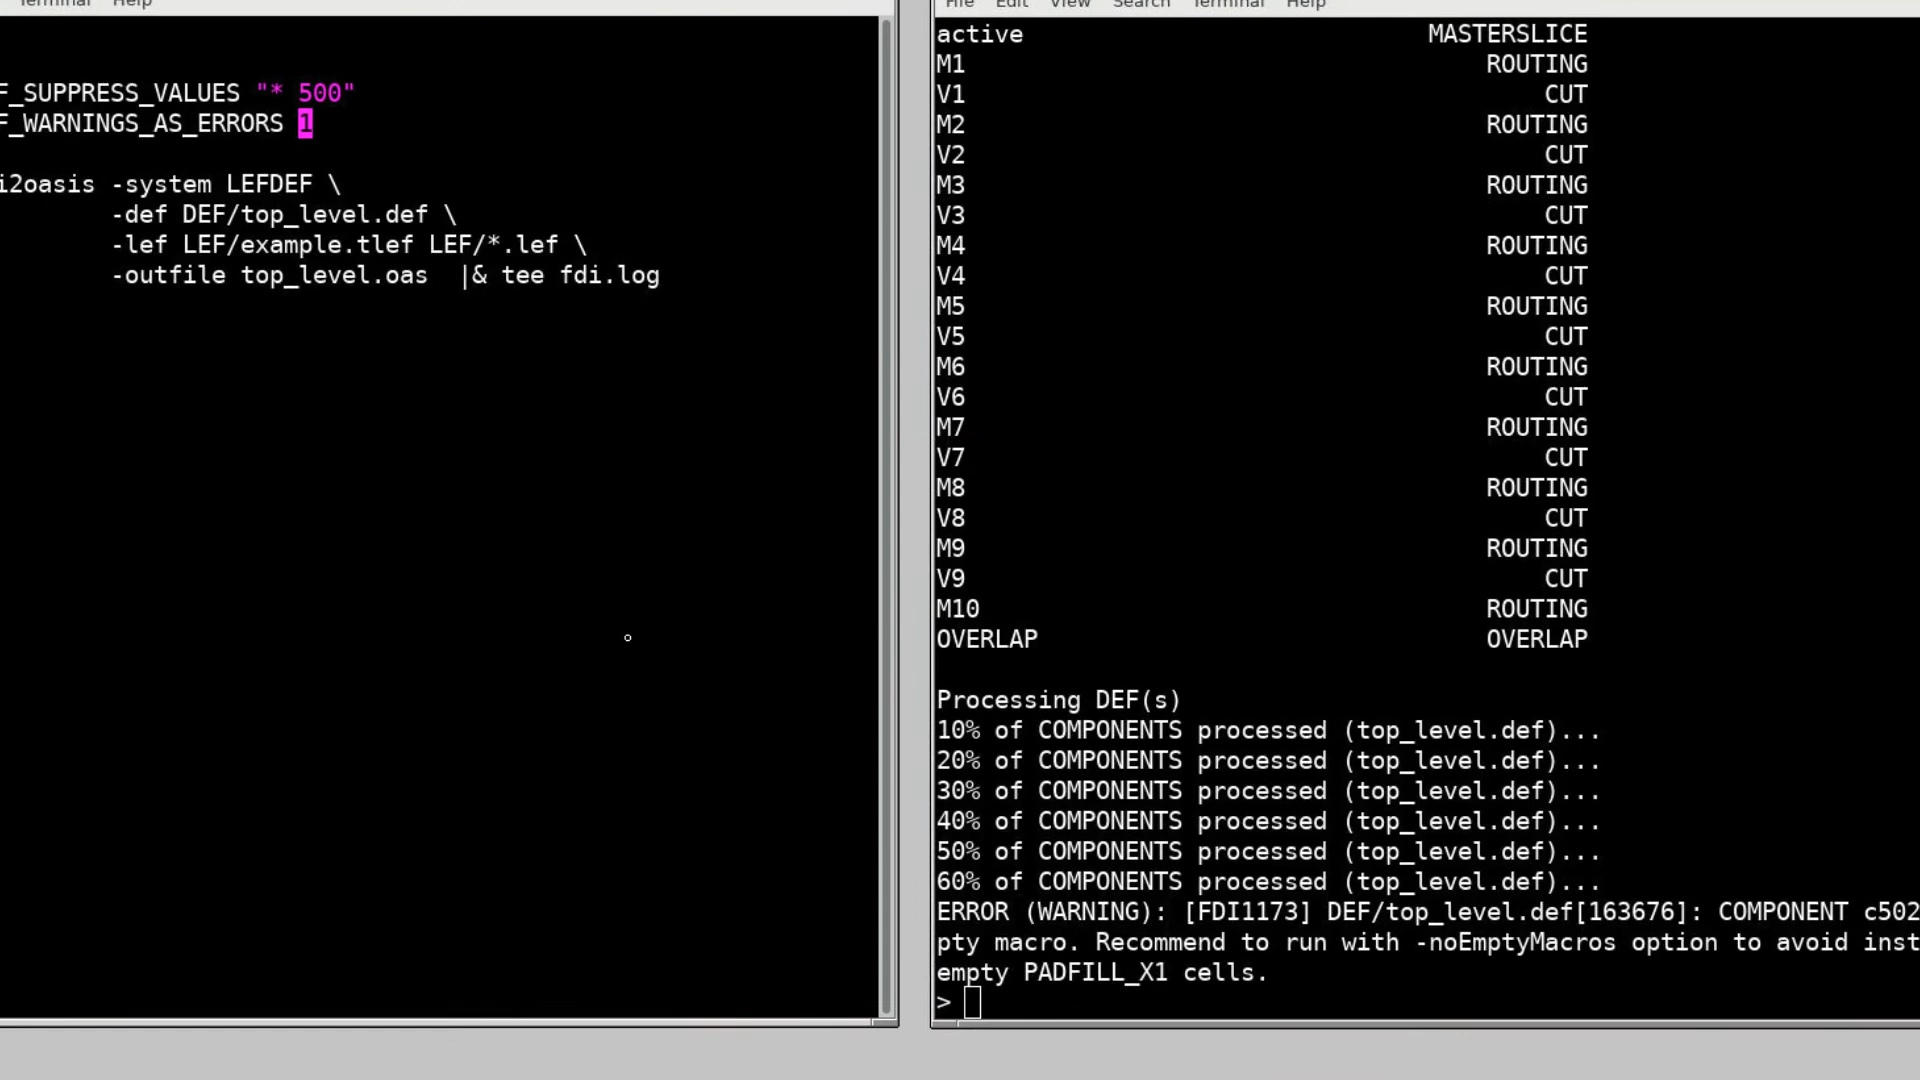 Terminal Help
F_SUPPRESS_VALUES "* 500"
F_WARNINGS_AS_ERRORS 1
i2oasis -system LEFDEF \
-def DEF/top_level.def \
-lef LEF/example.tlef LEF/*.lef \
-outfile top_level.oas |& tee fdi.log
File Edit View Search Terminal Help
active MASTERSLICE
M1 ROUTING
V1 CUT
M2 ROUTING
V2 CUT
M3 ROUTING
V3 CUT
M4 ROUTING
V4 CUT
M5 ROUTING
V5 CUT
M6 ROUTING
V6 CUT
M7 ROUTING
V7 CUT
M8 ROUTING
V8 CUT
M9 ROUTING
V9 CUT
M10 ROUTING
OVERLAP OVERLAP
Processing DEF(s)
10% of COMPONENTS processed (top_level.def)...
20% of COMPONENTS processed (top_level.def)...
30% of COMPONENTS processed (top_level.def)...
40% of COMPONENTS processed (top_level.def)...
50% of COMPONENTS processed (top_level.def)...
60% of COMPONENTS processed (top_level.def)...
ERROR (WARNING): [FDI1173] DEF/top_level.def[163676]: COMPONENT c502
pty macro. Recommend to run with -noEmptyMacros option to avoid inst
empty PADFILL_X1 cells.
>